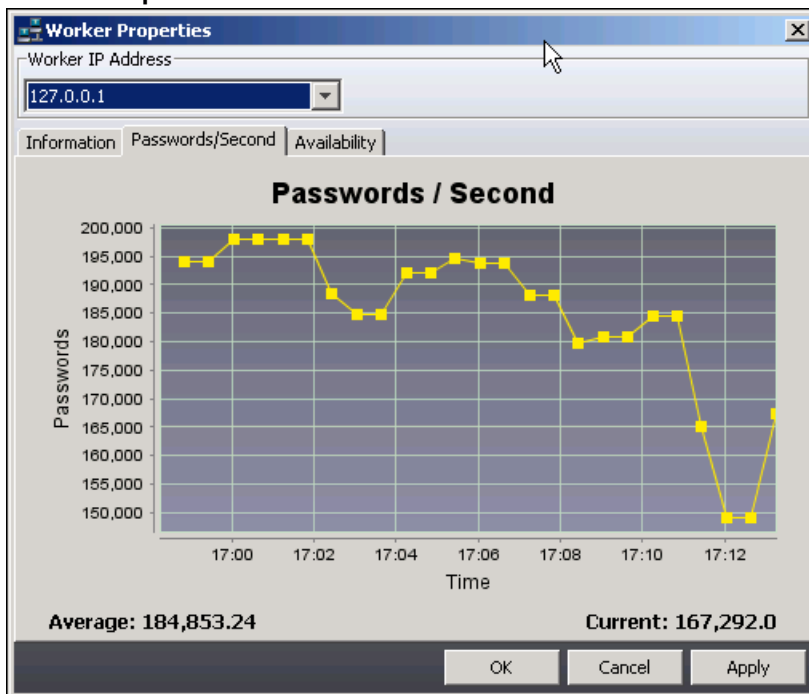 Worker Properties
Worker IP Address
127.0.0.1
Information Passwords/Second Availability
Passwords / Second
200,000
195,000
190,000
185,000
180,000
175,000
170,000
165,000
160,000
155,000
150,000
Passwords
17:00 17:02 17:04 17:06 17:08 17:10 17:12
Time
Average: 184,853.24 Current: 167,292.0
OK Cancel Apply